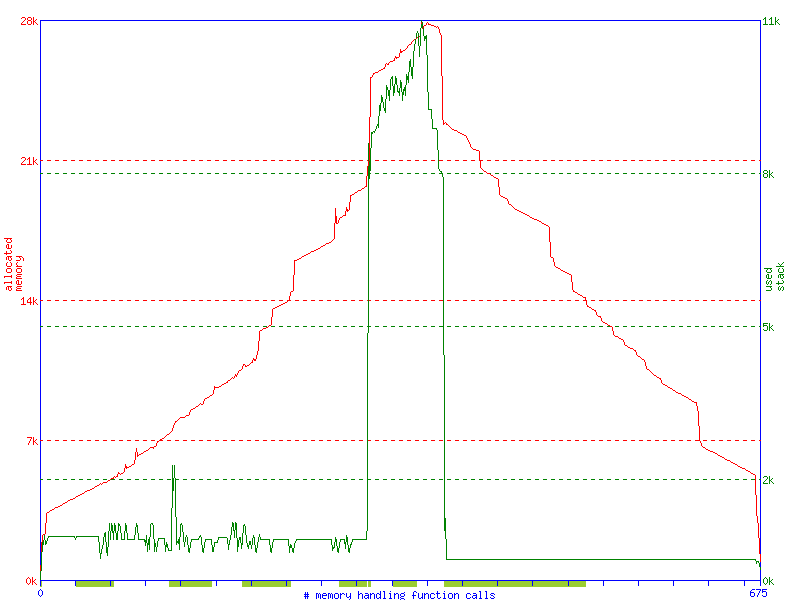 28k
11k
21k
8k
allocated
memory
used
stack
14k
5k
7k
2k
0k
0k
0
# memory handling function calls
675